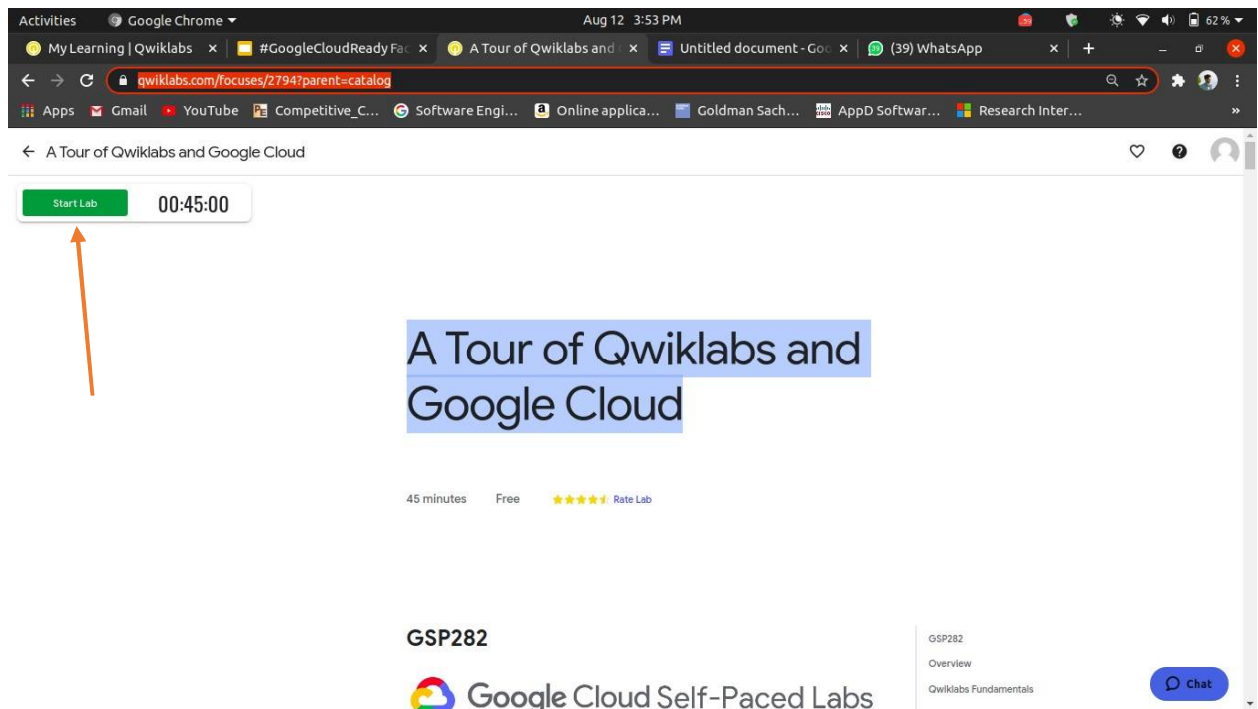 Activities Google Chrome Aug 12 3:53 PM 62 %
My Learning | Qwiklabs #GoogleCloudReady Fac A Tour of Qwiklabs and Untitled document - Goo (39) WhatsApp
qwiklabs.com/focuses/2794?parent=catalog
Apps Gmail YouTube Competitive_C... Software Engi... Online applica... Goldman Sach... AppD Softwar... Research Inter...
A Tour of Qwiklabs and Google Cloud
Start Lab 00:45:00
A Tour of Qwiklabs and
Google Cloud
45 minutes Free Rate Lab
GSP282
GSP282
Overview
Google Cloud Self-Paced Labs
Qwiklabs Fundamentals
Chat